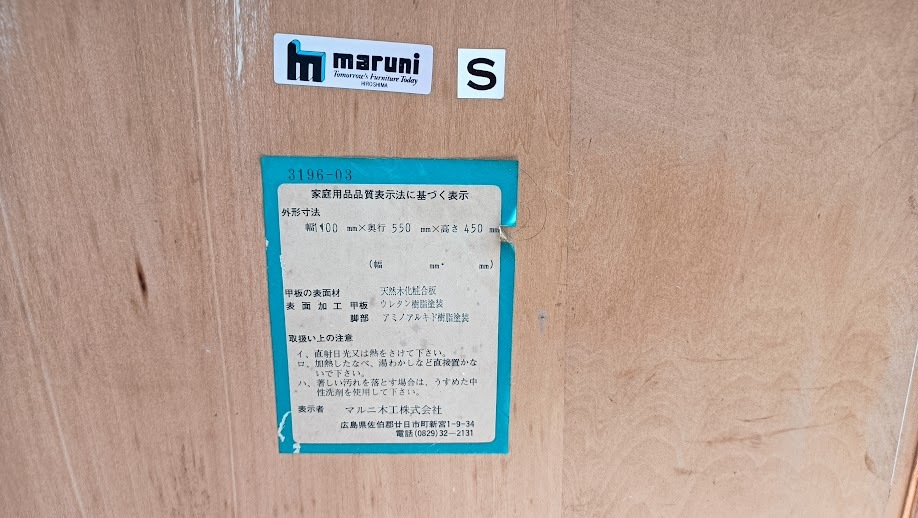 maruni
Tomorrow's Furniture Today
HIROSHIMA
S
3196-03
家庭用品品質表示法に基づく表示
外形寸法
幅1100 mm×奥行 550 mm×高さ 450 mm
(幅 mm・ mm)
甲板の表面材 天然木化粧合板
表面加工 甲板 ウレタン樹脂塗装
脚部 アミノアルキド樹脂塗装
取扱い上の注意
イ、直射日光又は熱をさけて下さい。
ロ、加熱したなべ、湯わかしなど直接置かな
いで下さい。
ハ、著しい汚れを落とす場合は、うすめた中
性洗剤を使用して下さい。
表示者 マルニ木工株式会社
広島県佐伯郡廿日市町新宮1-9-34
電話(0829)32-2131